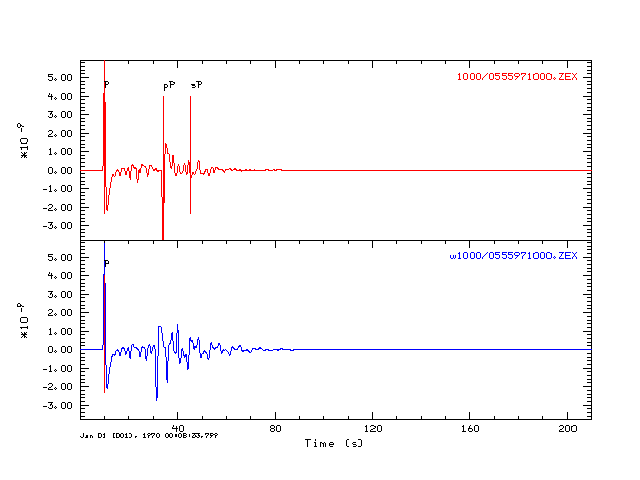 1000/0555971000.ZEX
P
pP
sP
5.00
4.00
3.00
2.00
1.00
0.00
-1.00
-2.00
-3.00
*10 -9
w1000/0555971000.ZEX
P
5.00
4.00
3.00
2.00
1.00
0.00
-1.00
-2.00
-3.00
*10 -9
40 80 120 160 200
Jan 01 (001), 1970 00:08:33.799
Time (s)